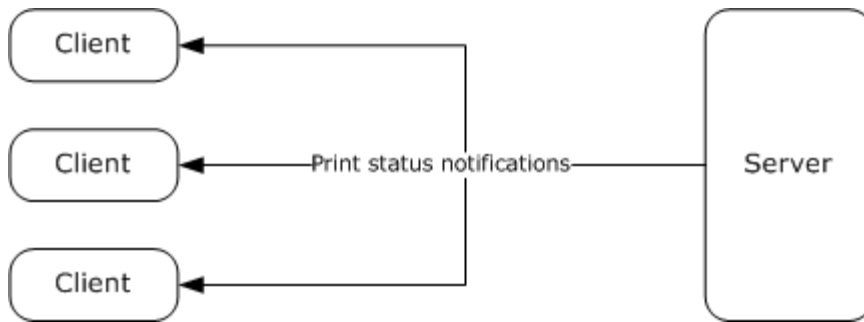 Client
Client
Print status notifications
Server
Client